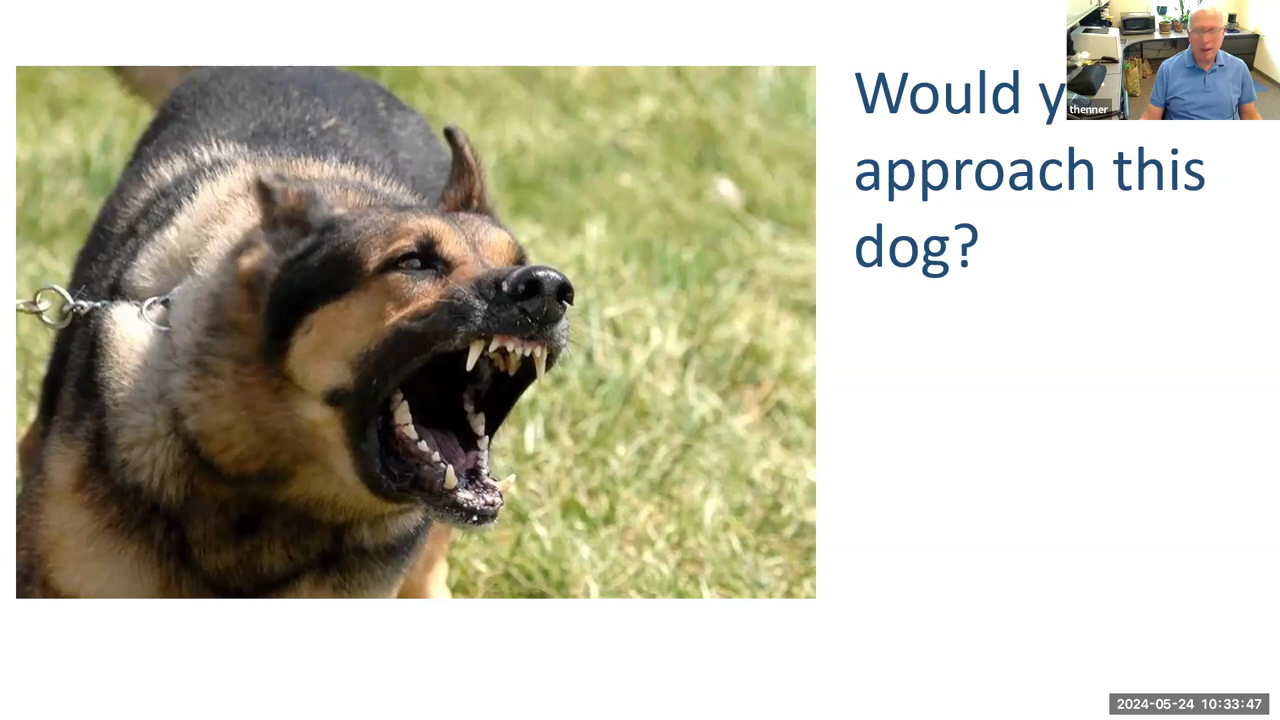 Would y
approach this
dog?
thenner
2024-05-24 10:33:47